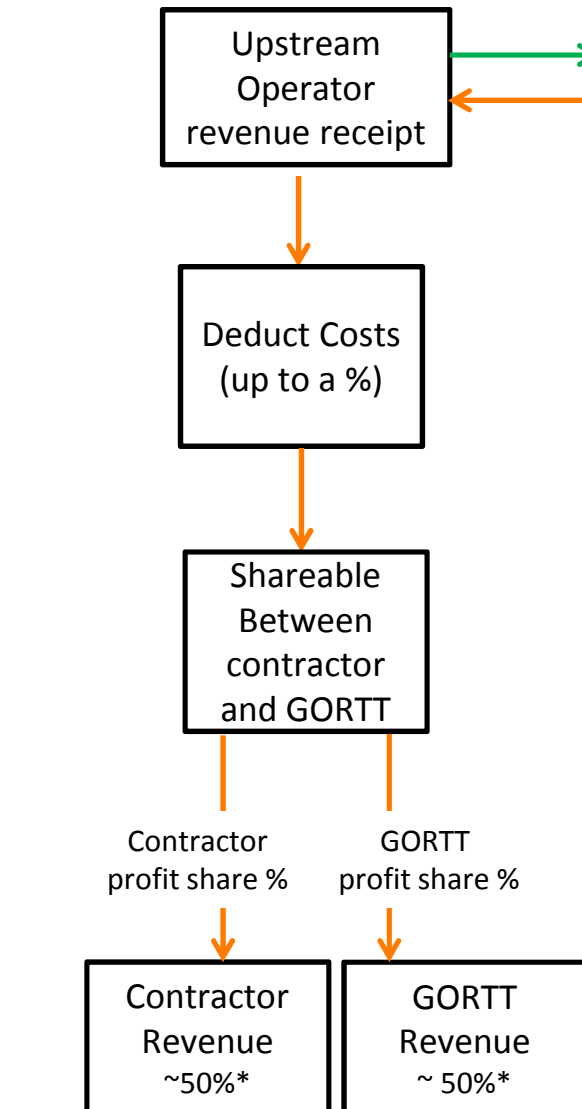 Upstream
Operator
revenue receipt
Deduct Costs
(up to a %)
Shareable
Between
contractor
and GORTT
Contractor
profit share %
GORTT
profit share %
Contractor
Revenue
~50%*
GORTT
Revenue
~ 50%*